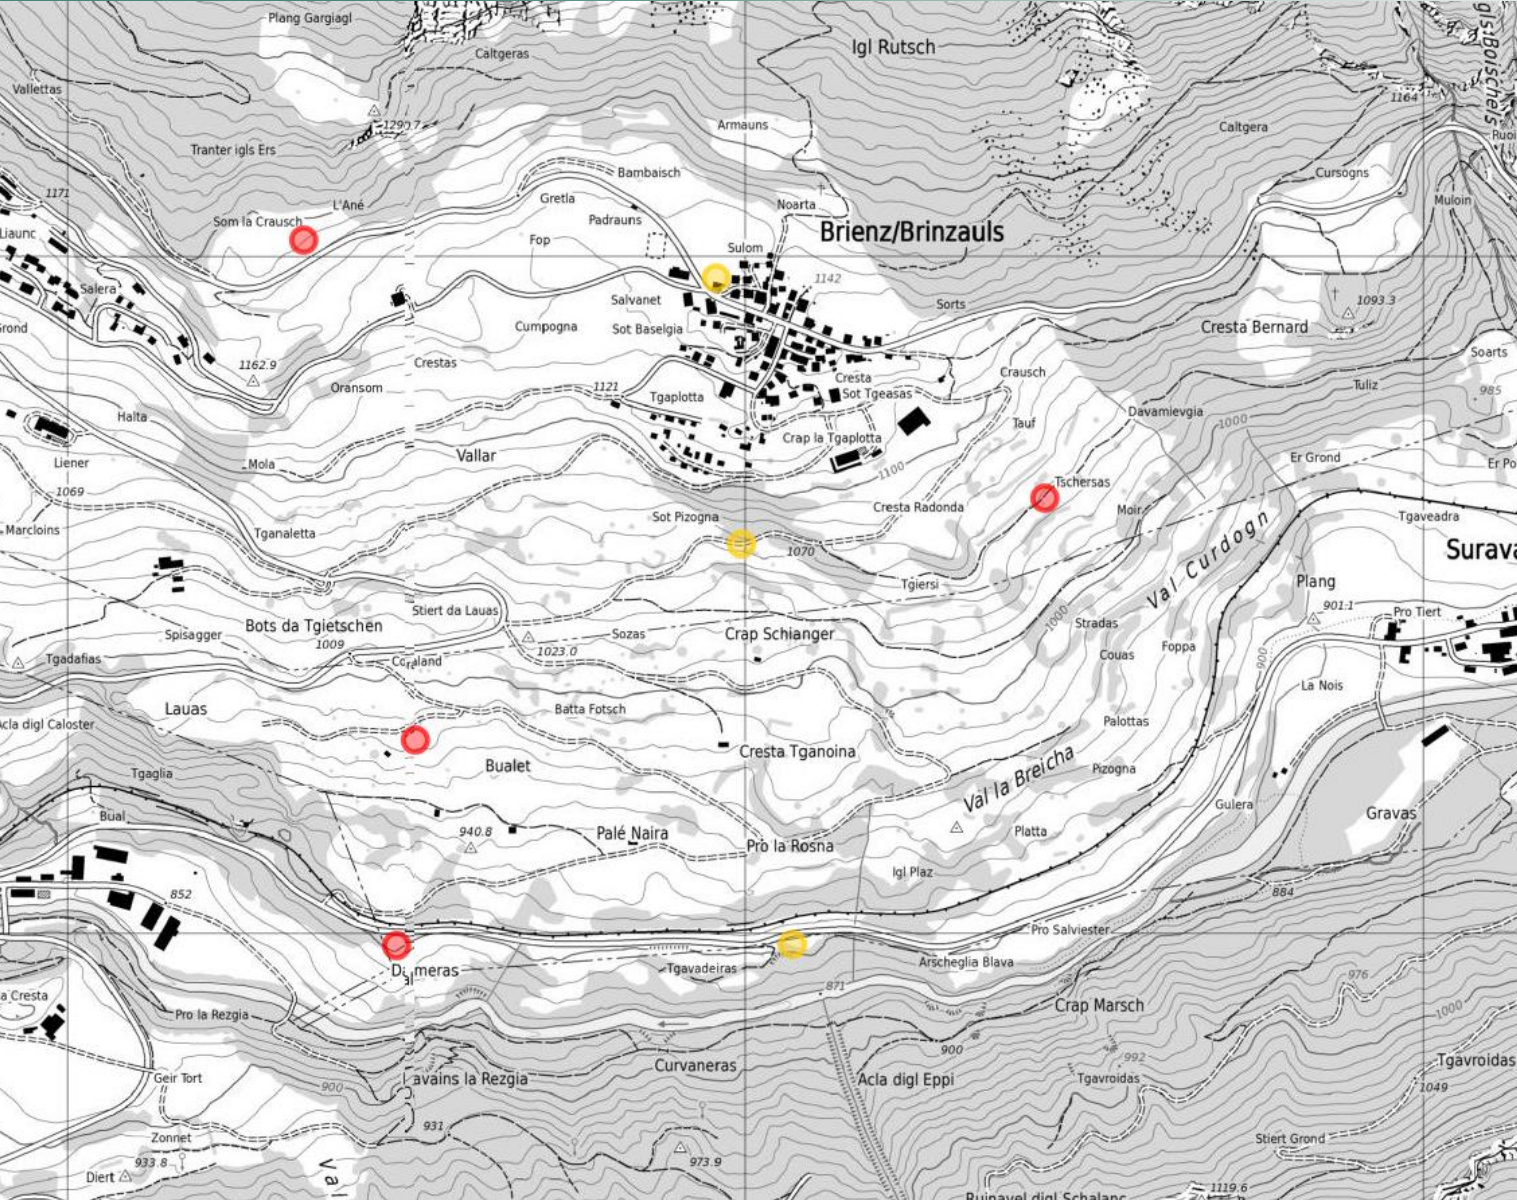 Plang Gargiagl
Caltgeras
Igl Rutsch
Igls Boischels
Vallettas
1164
1290.7
Armauns
Caltgera
Tranter igls Ers
Bambaisch
Cursogns
1171
Gretla
L'Ané
Noarta
Muloin
Som la Crausch
Padrauns
Liaunc
Fop
Sulom
Brienz/Brinzauls
1142
Salera
Salvanet
Sorts
1093.3
Cumpogna
Sot Baselgia
Cresta Bernard
Soarts
1162.9
Crestas
Crausch
Cresta
Tuliz
1121
Oransom
Tgaplotta
Sot Tgeasas
985
Halta
Davamievgia
1000
Tauf
Crap la Tgaplotta
Vallar
Er Grond
Liener
Mola
1100
1069
Tschersas
Cresta Radonda
Moir
Sot Pizogna
Tgaveadra
Marcloins
Tganaletta
1070
Val Curdogn
Tgiersi
Plang
901.1
Stiert da Lauas
Pro Tiert
Bots da Tgietschen
1000
Stradas
Spisagger
Sozas
Crap Schianger
1009
1023.0
Foppa
Couas
Tgadafias
900
La Nois
Lauas
Batta Fotsch
Palottas
Acla digl Caloster
Cresta Tganoina
Bualet
Val la Breicha
Pizogna
Tgaglia
Gulera
Gravas
Bual
940.8
Palé Naira
Platta
Pro la Rosna
Igl Plaz
852
884
Pro Salviester
Arscheglia Blava
Tgavadeiras
976
871
Crap Marsch
Pro la Rezgia
1000
900
992
Curvaneras
Tgavroidas
Geir Tort
Acla digl Eppi
Tgavroidas
900
1049
931
Zonnet
Stiert Grond
933.8
973.9
Diert
Val
1119.6